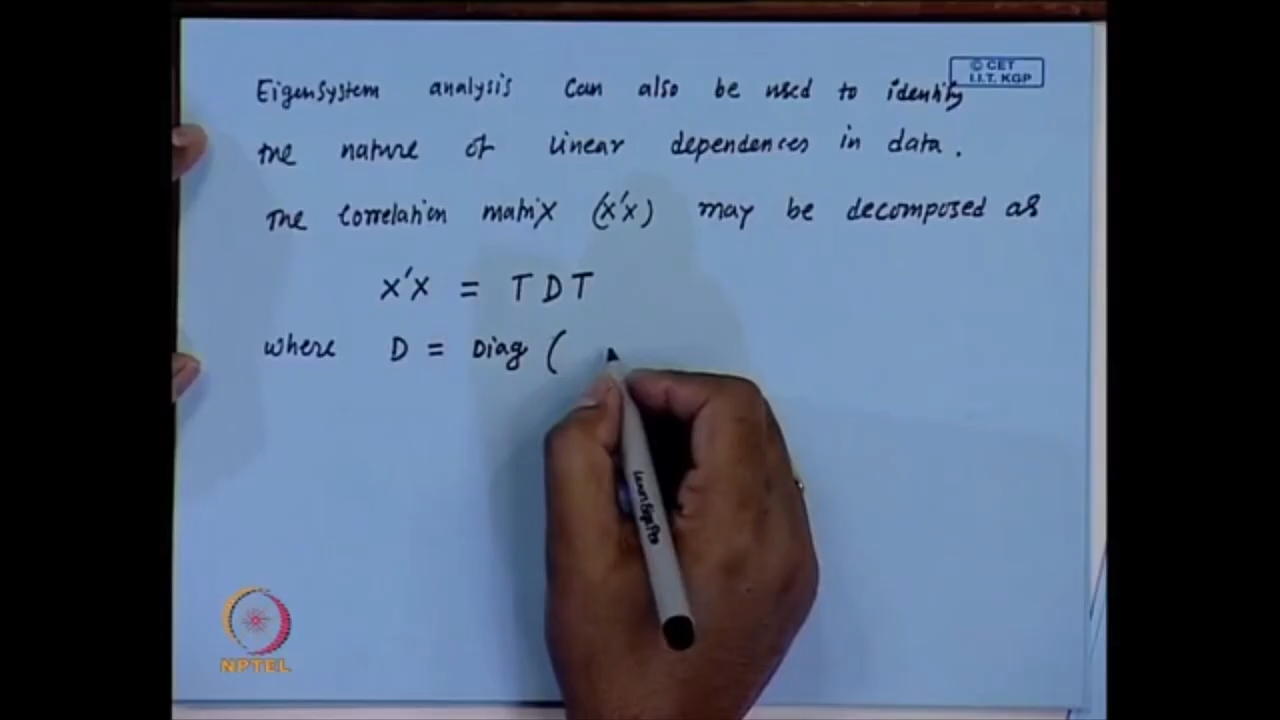 © CET
I.I.T. KGP
EigenSystem analysis can also be used to identify
the nature of linear dependences in data.
The correlation matrix (X'X) may be decomposed as
X'X = T D T
where D = Diag (
NPTEL